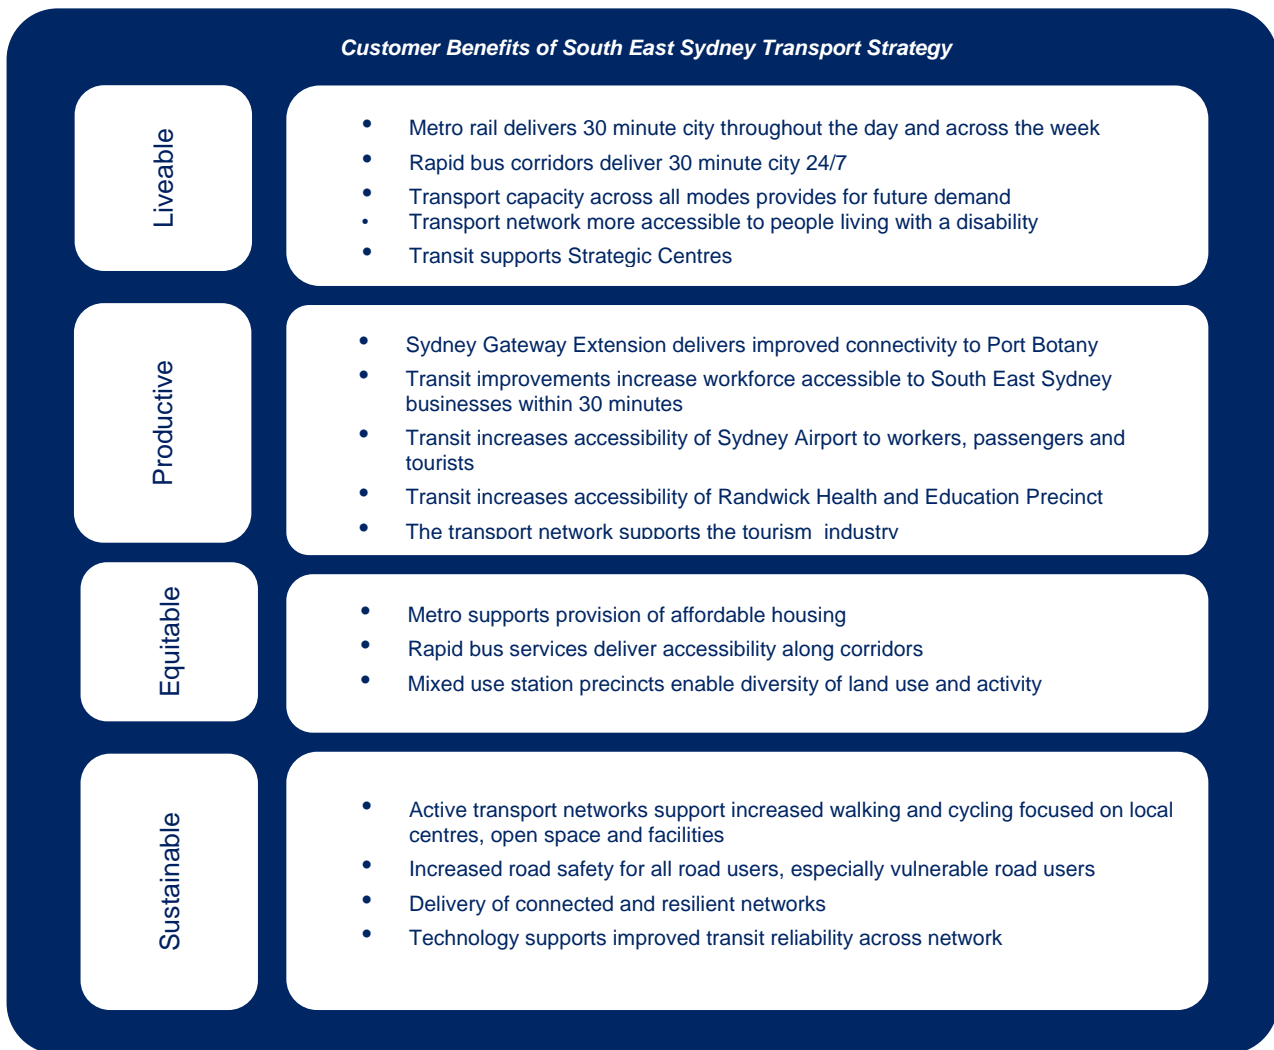 Customer Benefits of South East Sydney Transport Strategy
Liveable
• Metro rail delivers 30 minute city throughout the day and across the week
• Rapid bus corridors deliver 30 minute city 24/7
• Transport capacity across all modes provides for future demand
• Transport network more accessible to people living with a disability
• Transit supports Strategic Centres
Productive
• Sydney Gateway Extension delivers improved connectivity to Port Botany
• Transit improvements increase workforce accessible to South East Sydney
businesses within 30 minutes
• Transit increases accessibility of Sydney Airport to workers, passengers and
tourists
• Transit increases accessibility of Randwick Health and Education Precinct
• The transport network supports the tourism  industry
Equitable
• Metro supports provision of affordable housing
• Rapid bus services deliver accessibility along corridors
• Mixed use station precincts enable diversity of land use and activity
Sustainable
• Active transport networks support increased walking and cycling focused on local
centres, open space and facilities
• Increased road safety for all road users, especially vulnerable road users
• Delivery of connected and resilient networks
• Technology supports improved transit reliability across network